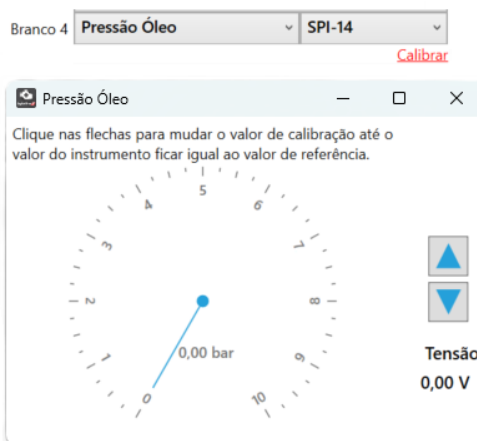 Branco 4 Pressão Óleo SPI-14
Calibrar
Pressão Óleo
Clique nas flechas para mudar o valor de calibração até o
valor do instrumento ficar igual ao valor de referência.
5
4 6
3 7
2 8
1 0,00 bar 9
0 10
Tensão
0,00 V